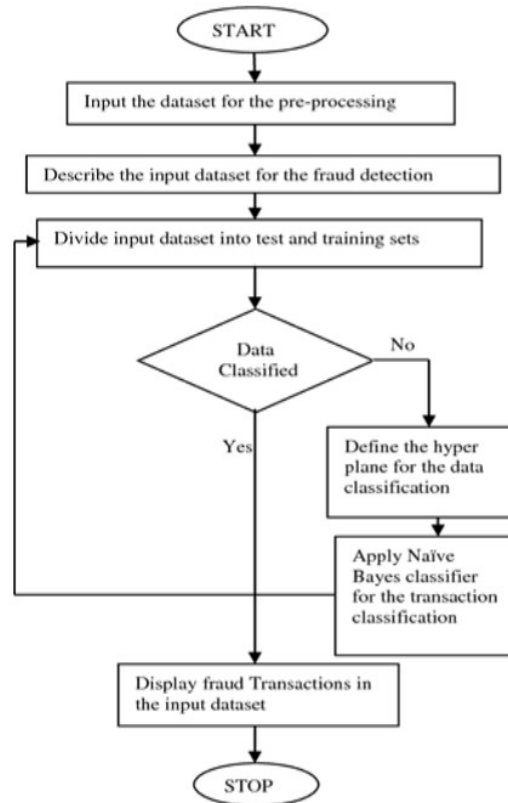 START
Input the dataset for the pre-processing
Describe the input dataset for the fraud detection
Divide input dataset into test and training sets
Data
Classified
No
Yes
Define the hyper
plane for the data
classification
Apply Naïve
Bayes classifier
for the transaction
classification
Display fraud Transactions in
the input dataset
STOP